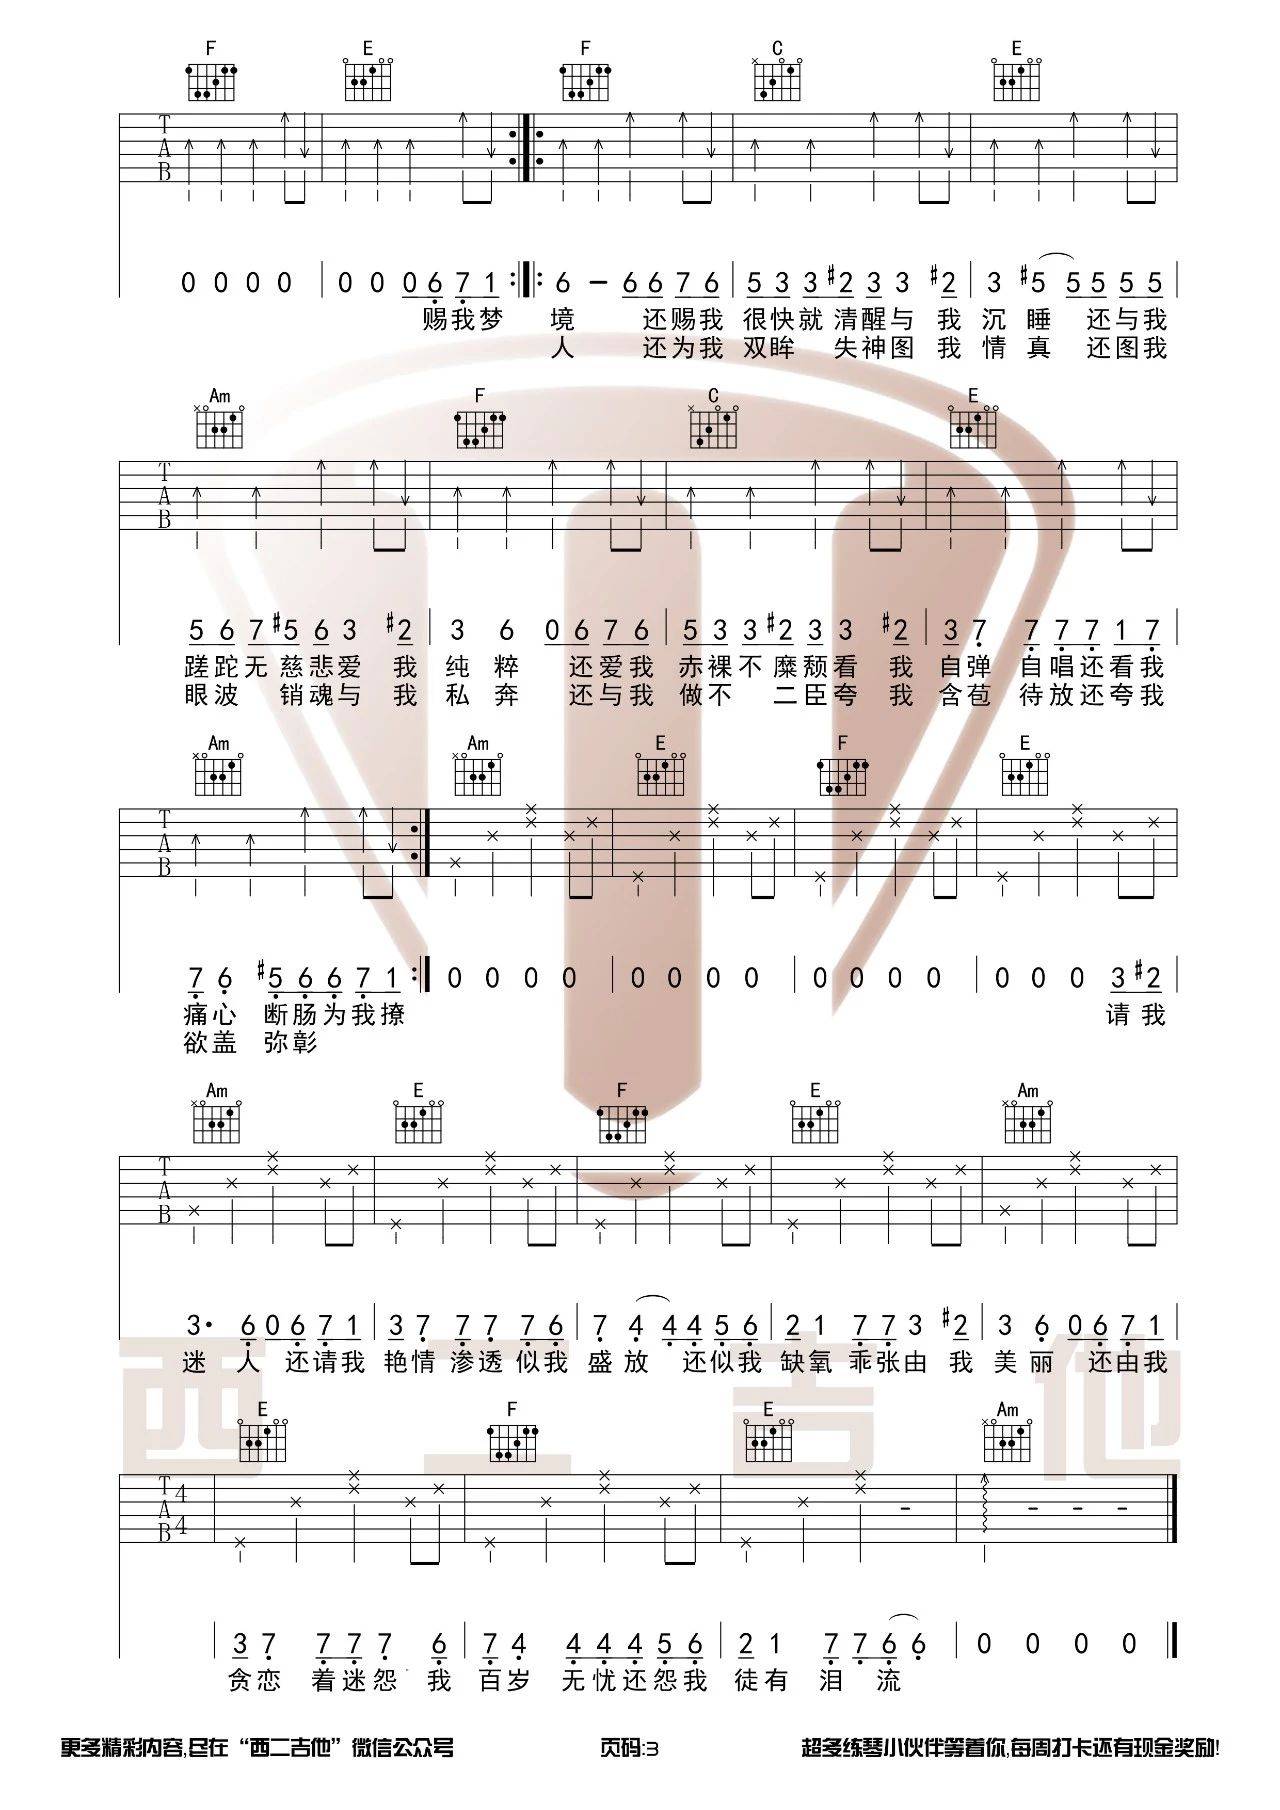 F E F C E
T A B
0 0 0 0 0 0 0 6 7 1 6 - 6 6 7 6 5 3 3 #2 3 3 #2 3 #5 5 5 5 5
赐我梦 境 还赐我 很快就 清醒与 我 沉 睡 还与我
人 还为我 双眸 失神图 我 情 真 还图我
Am F C E
T A B
5 6 7 #5 6 3 #2 3 6 0 6 7 6 5 3 3 #2 3 3 #2 3 7 7 7 7 1 7
蹉跎无 慈悲爱 我 纯 粹 还爱我 赤裸不 糜颓看 我 自弹 自唱还看我
眼波 销魂与 我 私 奔 还与我 做不 二臣夸 我 含苞 待放还夸我
Am Am E F E
T A B
7 6 #5 6 6 7 1 0 0 0 0 0 0 0 0 0 0 0 0 0 0 0 3 #2
痛心 断肠为我撩 请我
欲盖 弥彰
Am E F E Am
T A B
3· 6 0 6 7 1 3 7 7 7 7 6 7 4 4 4 5 6 2 1 7 7 3 #2 3 6 0 6 7 1
迷 人 还请我 艳情 渗透 似我 盛放 还似我 缺氧 乖张由 我 美 丽 还由我
西二吉他
E F E Am
T A B 4 4
3 7 7 7 7 6 7 4 4 4 4 5 6 2 1 7 7 6 6 0 0 0 0
贪恋 着迷怨 我 百岁 无忧还怨我 徒有 泪 流
更多精彩内容,尽在“西二吉他”微信公众号 页码:3 超多练琴小伙伴等着你,每周打卡还有现金奖励!